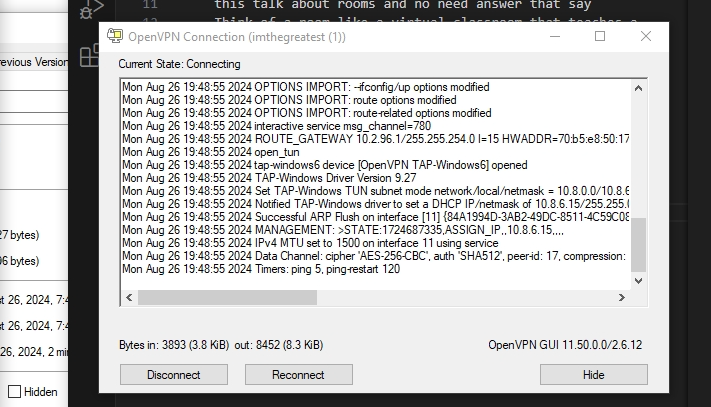 11 this talk about rooms and no need answer that say
OpenVPN Connection (imthegreatest (1))
Current State: Connecting
Mon Aug 26 19:48:55 2024 OPTIONS IMPORT: --ifconfig/up options modified
Mon Aug 26 19:48:55 2024 OPTIONS IMPORT: route options modified
Mon Aug 26 19:48:55 2024 OPTIONS IMPORT: route-related options modified
Mon Aug 26 19:48:55 2024 interactive service msg_channel=780
Mon Aug 26 19:48:55 2024 ROUTE_GATEWAY 10.2.96.1/255.255.254.0 I=15 HWADDR=70:b5:e8:50:17
Mon Aug 26 19:48:55 2024 open_tun
Mon Aug 26 19:48:55 2024 tap-windows6 device [OpenVPN TAP-Windows6] opened
Mon Aug 26 19:48:55 2024 TAP-Windows Driver Version 9.27
Mon Aug 26 19:48:55 2024 Set TAP-Windows TUN subnet mode network/local/netmask = 10.8.0.0/10.8.6
Mon Aug 26 19:48:55 2024 Notified TAP-Windows driver to set a DHCP IP/netmask of 10.8.6.15/255.255.
Mon Aug 26 19:48:55 2024 Successful ARP Flush on interface [11] {84A1994D-3AB2-49DC-8511-4C59C08
Mon Aug 26 19:48:55 2024 MANAGEMENT: >STATE:1724687335,ASSIGN_IP,,10.8.6.15,,,,
Mon Aug 26 19:48:55 2024 IPv4 MTU set to 1500 on interface 11 using service
Mon Aug 26 19:48:55 2024 Data Channel: cipher 'AES-256-CBC', auth 'SHA512', peer-id: 17, compression:
Mon Aug 26 19:48:55 2024 Timers: ping 5, ping-restart 120
Bytes in: 3893 (3.8 KiB) out: 8452 (8.3 KiB)
OpenVPN GUI 11.50.0.0/2.6.12
Disconnect
Reconnect
Hide
revious Version
27 bytes)
96 bytes)
st 26, 2024, 7:4
st 26, 2024, 7:4
26, 2024, 2 min
Hidden